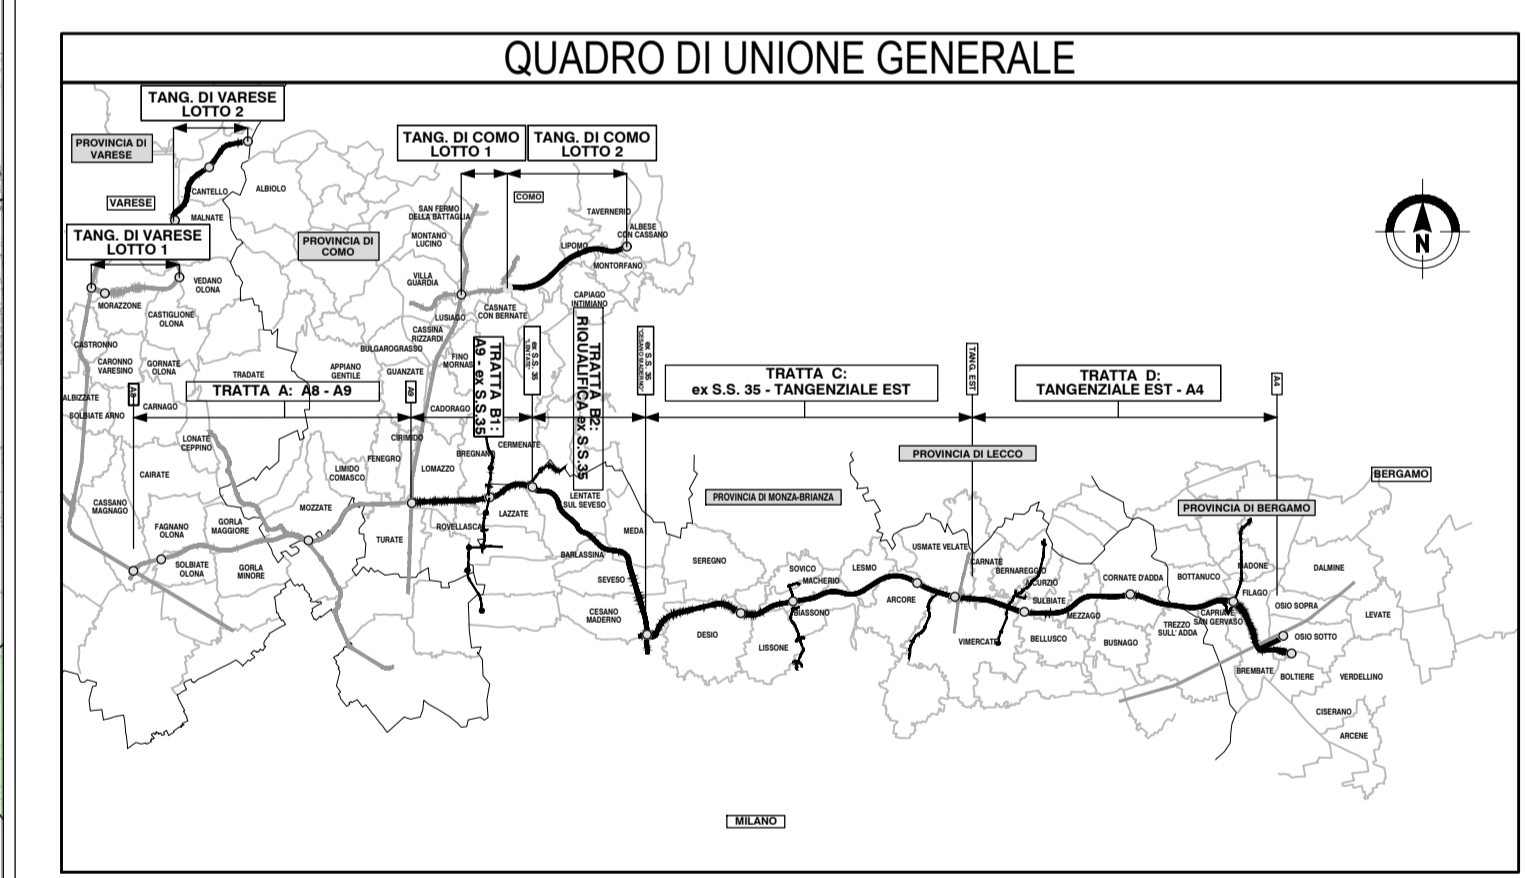 QUADRO DI UNIONE GENERALE
TANG. DI VARESE
LOTTO 2
PROVINCIA DI
VARESE
TANG. DI COMO
LOTTO 1
TANG. DI COMO
LOTTO 2
CANTELLO
ALBIOLO
VARESE
MALNATE
COMO
SAN FERMO
DELLA BATTAGLIA
TAVERNERIO
TANG. DI VARESE
LOTTO 1
PROVINCIA DI
COMO
MONTANO
LUCINO
LIPOMO
ALBESE
CON CASSANO
MONTORFANO
N
VEDANO
OLONA
VILLA
GUARDIA
MORAZZONE
CASTIGLIONE
OLONA
LUSIAGO
CASNATE
CON BERNATE
CAPIAGO
INTIMIANO
CASSINA
RIZZARDI
CASTRONNO
BULGAROGRASSO
CARONNO
VARESINO
GORNATE
OLONA
TRADATE
APPIANO
GENTILE
GUANZATE
FINO
MORNAS
TRATTA B1:
A9 - ex S.S.35
ex S.S. 35
"LENTATE"
TRATTA B2:
RIQUALIFICA ex S.S.35
ex S.S. 35
"CESANO MADERNO"
TRATTA C:
ex S.S. 35 - TANGENZIALE EST
TANG. EST
TRATTA D:
TANGENZIALE EST - A4
A4
A8
TRATTA A: A8 - A9
A9
ALBIZZATE
SOLBIATE ARNO
CARNAGO
CADORAGO
LONATE
CEPPINO
CIRIMIDO
CERMENATE
BREGNANO
FENEGRO
LIMIDO
COMASCO
LOMAZZO
CAIRATE
PROVINCIA DI LECCO
PROVINCIA DI MONZA-BRIANZA
BERGAMO
PROVINCIA DI BERGAMO
CASSANO
MAGNAGO
MOZZATE
LENTATE
SUL SEVESO
LAZZATE
ROVELLASCA
MEDA
FAGNANO
OLONA
GORLA
MAGGIORE
TURATE
BARLASSINA
SOLBIATE
OLONA
GORLA
MINORE
SEVESO
SEREGNO
SOVICO
MACHERIO
LESMO
USMATE VELATE
CARNATE
BERNAREGGIO
AICURZIO
CORNATE D'ADDA
BOTTANUCO
MADONE
DALMINE
CESANO
MADERNO
BIASSONO
ARCORE
SULBIATE
MEZZAGO
FILAGO
CAPRIATE
SAN GERVASO
OSIO SOPRA
LEVATE
DESIO
LISSONE
VIMERCATE
BELLUSCO
BUSNAGO
TREZZO
SULL' ADDA
OSIO SOTTO
BREMBATE
BOLTIERE
VERDELLINO
CISERANO
ARCENE
MILANO